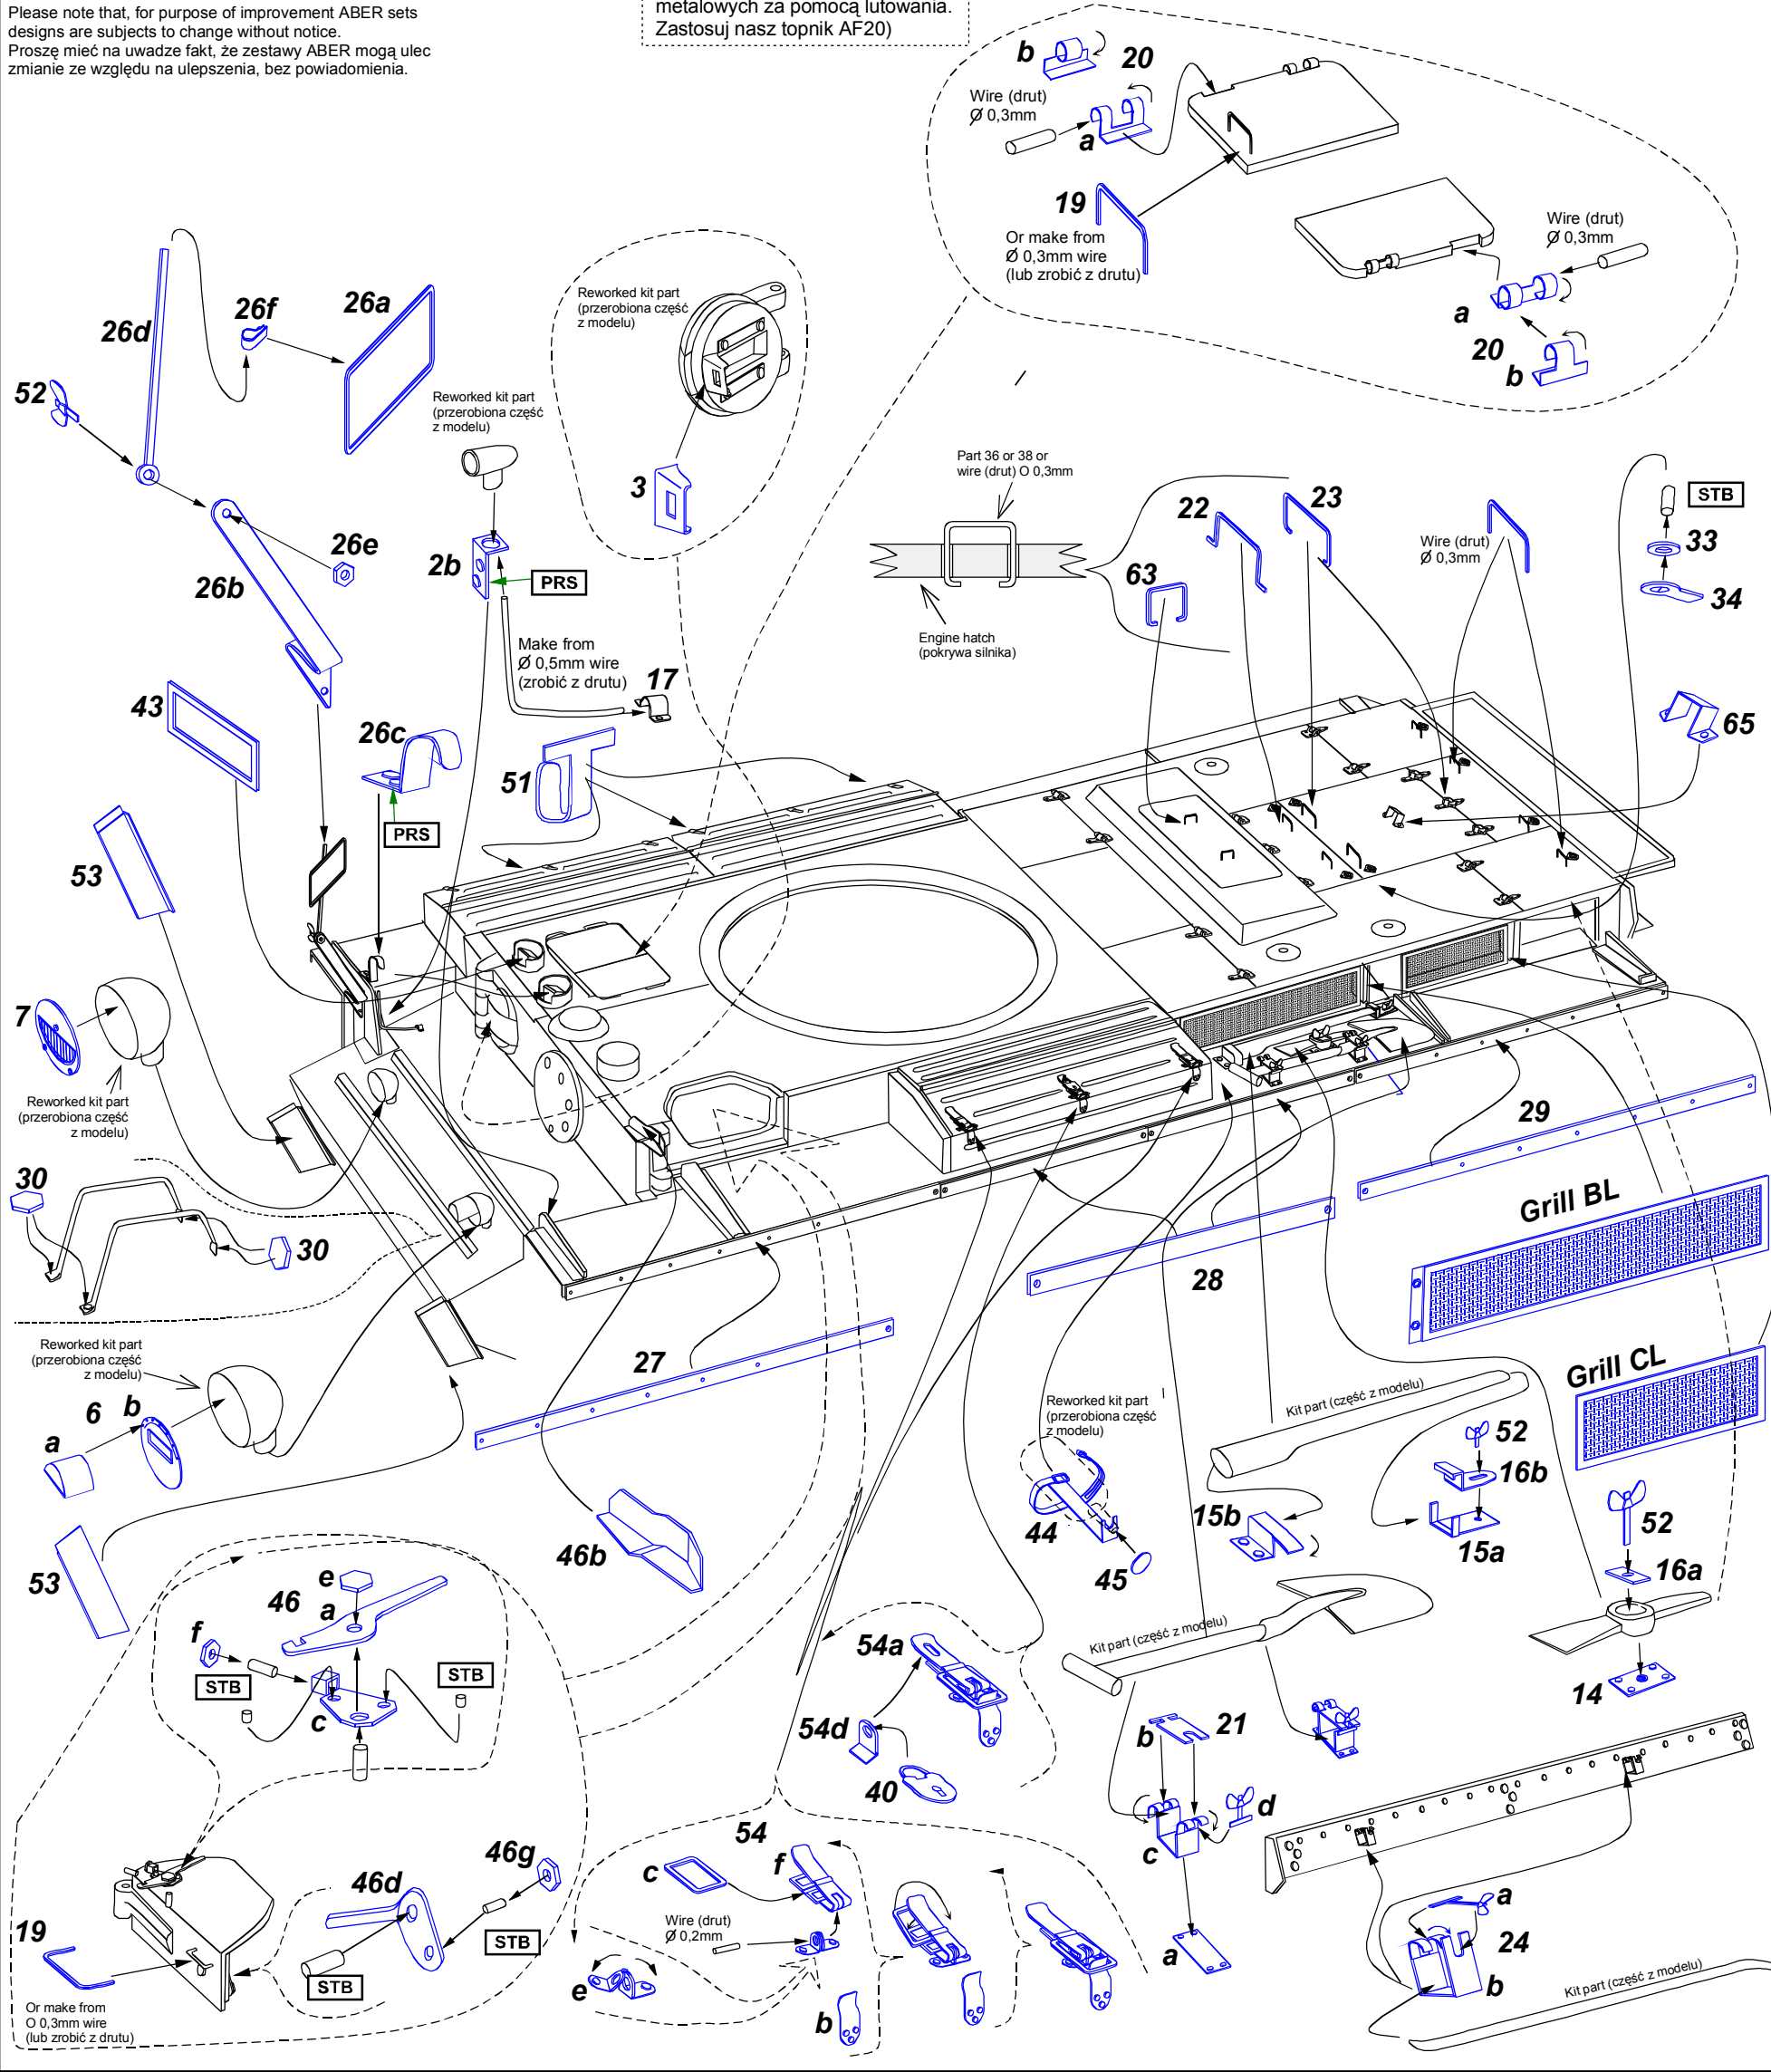 Please note that, for purpose of improvement ABER sets
designs are subjects to change without notice.
Proszę mieć na uwadze fakt, że zestawy ABER mogą ulec
zmianie ze względu na ulepszenia, bez powiadomienia.
metalowych za pomocą lutowania.
Zastosuj nasz topnik AF20)
b
20
Wire (drut)
Ø 0,3mm
a
19
Or make from
Ø 0,3mm wire
(lub zrobić z drutu)
Wire (drut)
Ø 0,3mm
a
20
b
26d
26f
26a
52
26e
26b
Reworked kit part
(przerobiona część
z modelu)
3
Reworked kit part
(przerobiona część
z modelu)
2b
PRS
Make from
Ø 0,5mm wire
(zrobić z drutu)
17
Part 36 or 38 or
wire (drut) O 0,3mm
Engine hatch
(pokrywa silnika)
22
23
63
Wire (drut)
Ø 0,3mm
STB
33
34
65
43
26c
PRS
51
53
7
Reworked kit part
(przerobiona część
z modelu)
30
30
29
28
Grill BL
Grill CL
27
Reworked kit part
(przerobiona część
z modelu)
6
b
a
53
46b
Reworked kit part
(przerobiona część
z modelu)
44
45
Kit part (część z modelu)
15b
52
16b
15a
52
16a
14
Kit part (część z modelu)
e
46
a
f
STB
STB
c
54a
54d
40
21
b
d
c
a
54
c
f
Wire (drut)
Ø 0,2mm
e
b
46g
46d
STB
STB
19
Or make from
O 0,3mm wire
(lub zrobić z drutu)
a
24
b
Kit part (część z modelu)